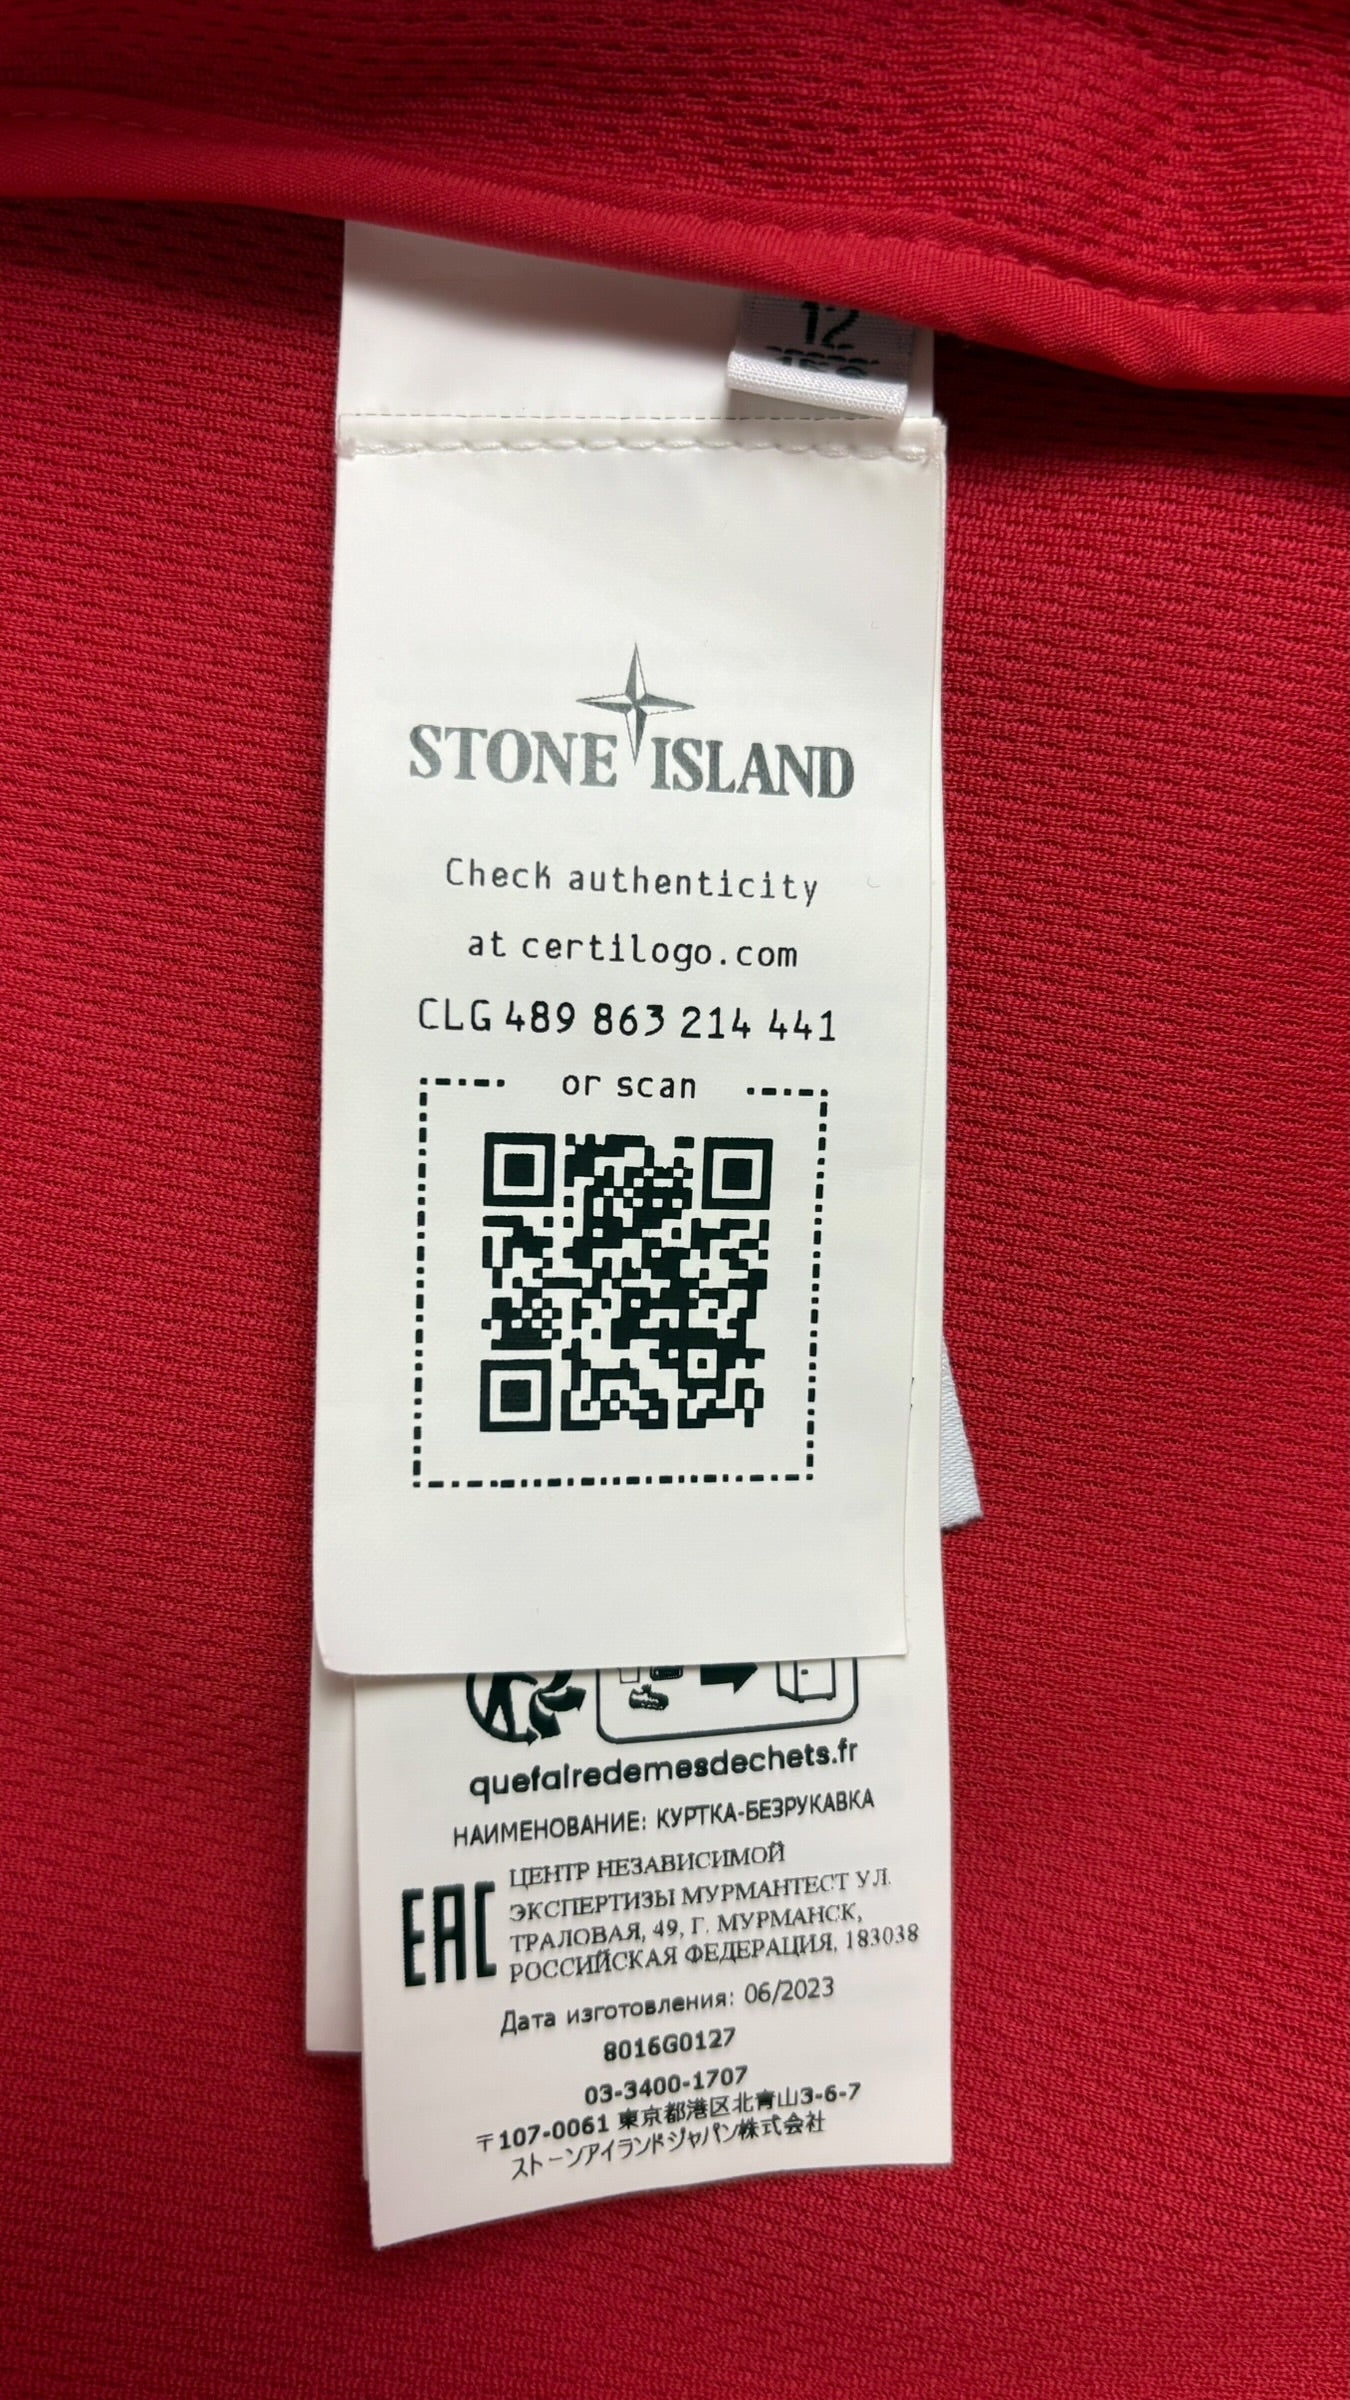 12
STONE ISLAND
Check authenticity
at certilogo.com
CLG 489 863 214 441
or scan
quefairedemesdechets.fr
НАИМЕНОВАНИЕ: КУРТКА-БЕЗРУКАВКА
EAC
ЦЕНТР НЕЗАВИСИМОЙ
ЭКСПЕРТИЗЫ МУРМАНТЕСТ УЛ.
ТРАЛОВАЯ, 49, Г. МУРМАНСК,
РОССИЙСКАЯ ФЕДЕРАЦИЯ, 183038
Дата изготовления: 06/2023
8016G0127
03-3400-1707
〒107-0061 東京都港区北青山3-6-7
ストーンアイランドジャパン株式会社